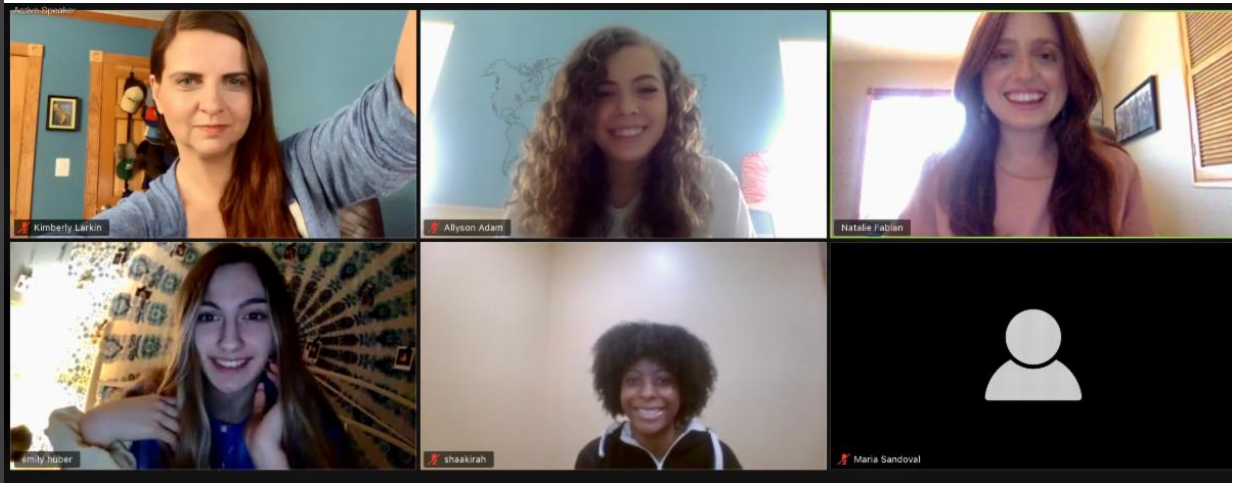 Active Speaker
Kimberly Larkin
Allyson Adam
Natalie Fabian
emily huber
shaakirah
Maria Sandoval